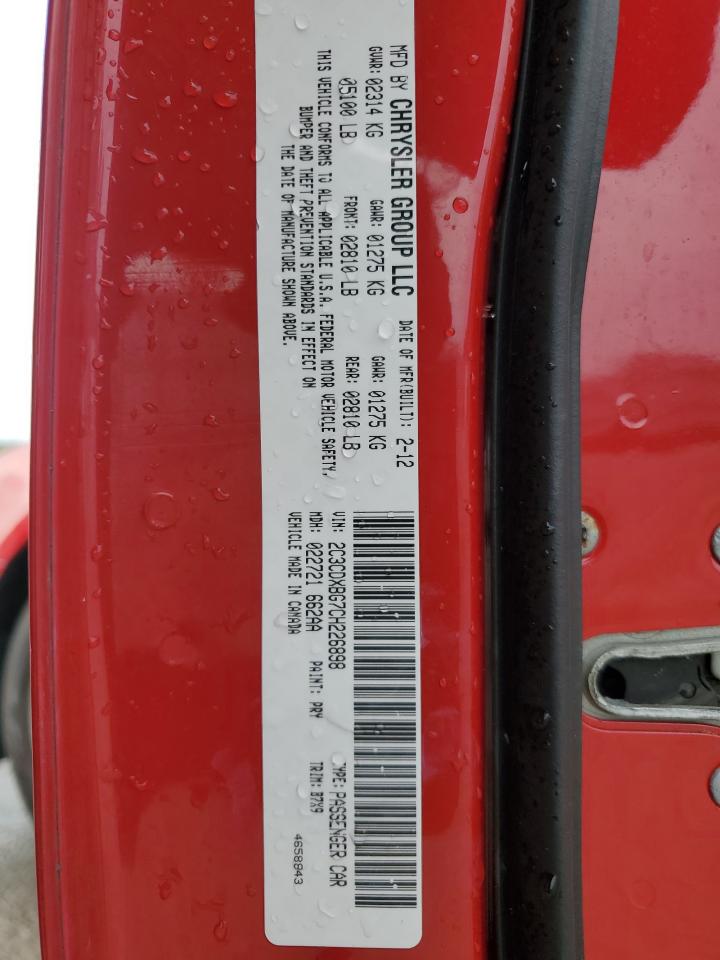 MFD BY CHRYSLER GROUP LLC DATE OF MFR(BUILT): 2-12
GVWR: 02314 KG GAWR: 01275 KG GAWR: 01275 KG
05100 LB FRONT: 02810 LB REAR: 02810 LB
THIS VEHICLE CONFORMS TO ALL APPLICABLE U.S.A. FEDERAL MOTOR VEHICLE SAFETY,
BUMPER AND THEFT PREVENTION STANDARDS IN EFFECT ON
THE DATE OF MANUFACTURE SHOWN ABOVE.
VIN: 2C3CDXBG7CH226898 TYPE: PASSENGER CAR
MDH: 022721 662AA PAINT: PRY TRIM: B7X9
VEHICLE MADE IN CANADA 4658843